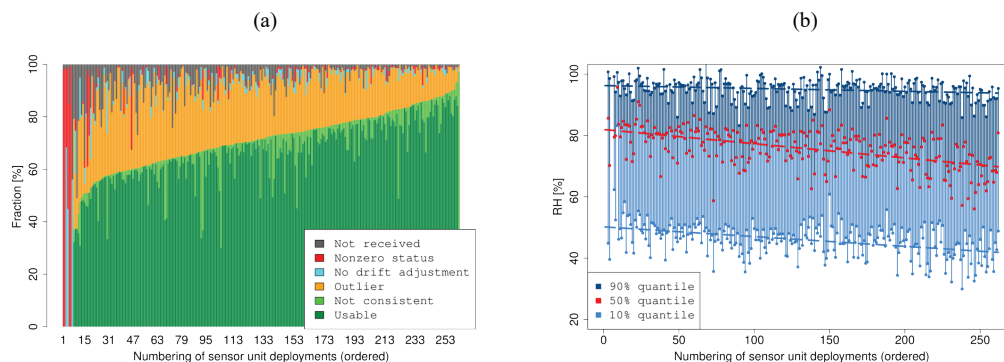 (a)
(b)
Fraction [%]
100
80
60
40
20
0
Not received
Nonzero status
No drift adjustment
Outlier
Not consistent
Usable
1 15 31 47 63 79 95 113 133 153 173 193 213 233 253
Numbering of sensor unit deployments (ordered)
RH [%]
100
80
60
40
20
90% quantile
50% quantile
10% quantile
0 50 100 150 200 250
Numbering of sensor unit deployments (ordered)